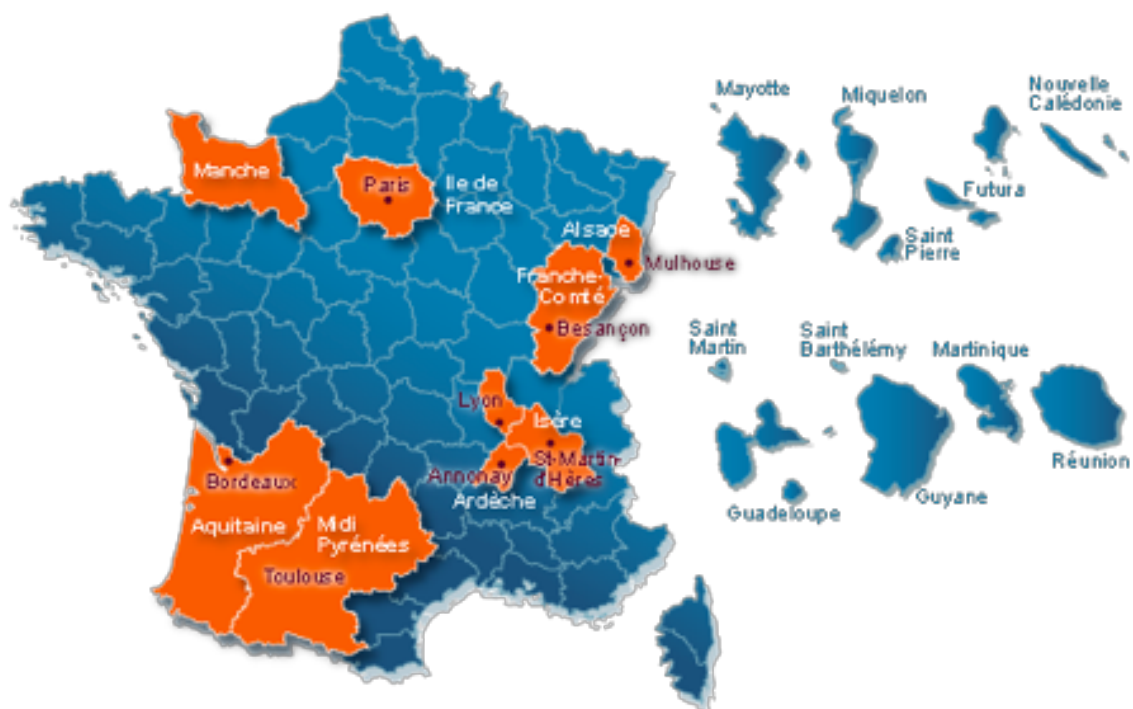 Manche
Paris
Ile de
France
Alsace
Mulhouse
Franche-
Comté
Besançon
Lyon
Isère
St-Martin-
d'Hères
Annonay
Ardèche
Bordeaux
Aquitaine
Midi
Pyrénées
Toulouse
Mayotte
Miquelon
Nouvelle
Calédonie
Futura
Saint
Pierre
Saint
Martin
Saint
Barthélémy
Martinique
Réunion
Guyane
Guadeloupe